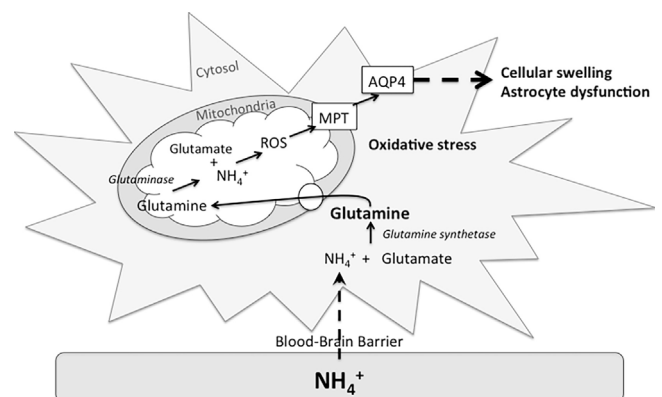 Cytosol
AQP4
Cellular swelling
Astrocyte dysfunction
Mitochondria
MPT
Oxidative stress
ROS
Glutamate
+
NH₄⁺
Glutaminase
Glutamine
Glutamine
Glutamine synthetase
NH₄⁺ + Glutamate
Blood-Brain Barrier
NH₄⁺